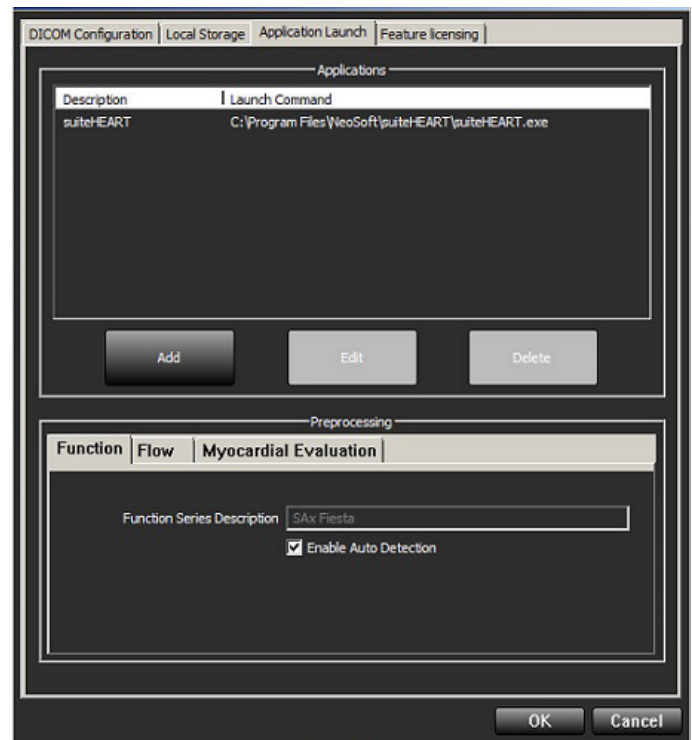 DICOM Configuration Local Storage Application Launch Feature licensing
Applications
Description Launch Command
suiteHEART C:\Program Files\NeoSoft\suiteHEART\suiteHEART.exe
Add Edit Delete
Preprocessing
Function Flow Myocardial Evaluation
Function Series Description SAx Fiesta
Enable Auto Detection
OK Cancel